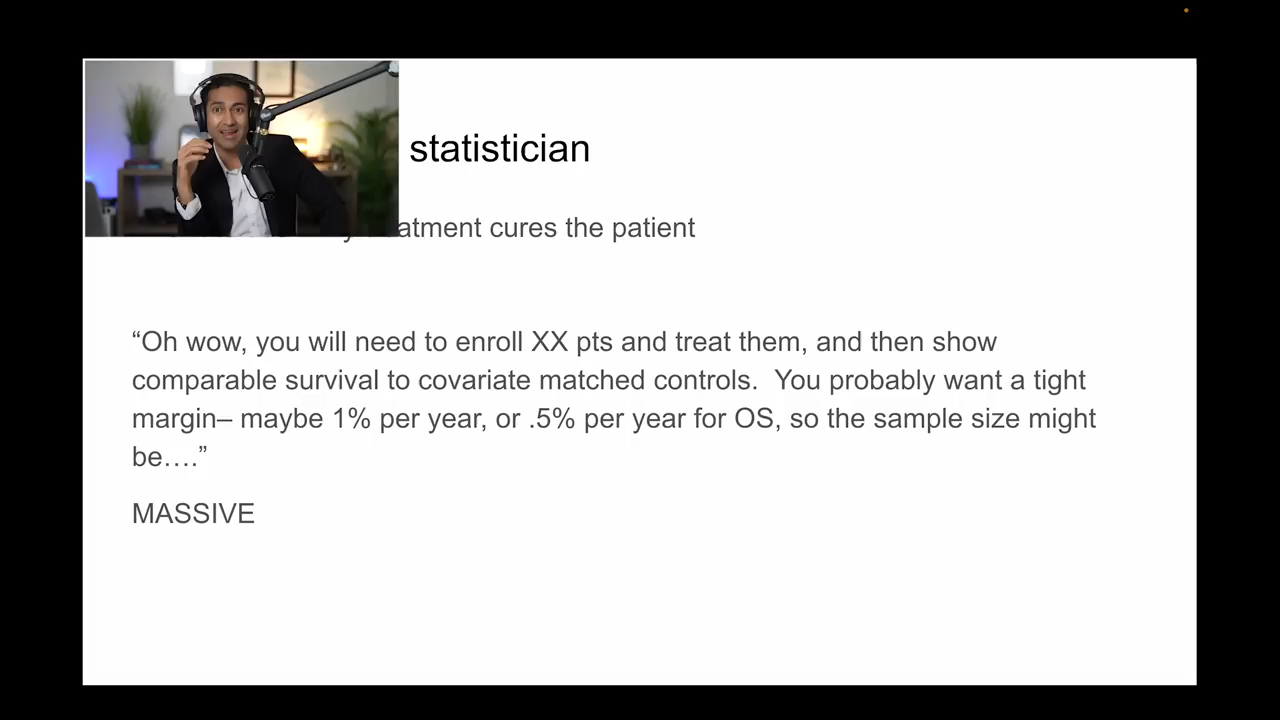 statistician
cures the patient
“Oh wow, you will need to enroll XX pts and treat them, and then show
comparable survival to covariate matched controls.  You probably want a tight
margin– maybe 1% per year, or .5% per year for OS, so the sample size might
be….”
MASSIVE